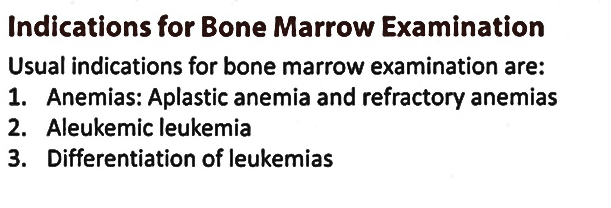 Indications for Bone Marrow Examination
Usual indications for bone marrow examination are:
1. Anemias: Aplastic anemia and refractory anemias
2. Aleukemic leukemia
3. Differentiation of leukemias